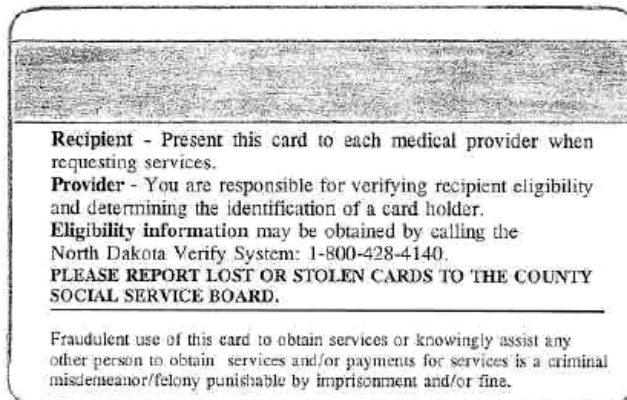 Recipient - Present this card to each medical provider when
requesting services.
Provider - You are responsible for verifying recipient eligibility
and determining the identification of a card holder.
Eligibility information may be obtained by calling the
North Dakota Verify System: 1-800-428-4140.
PLEASE REPORT LOST OR STOLEN CARDS TO THE COUNTY
SOCIAL SERVICE BOARD.
Fraudulent use of this card to obtain services or knowingly assist any
other person to obtain services and/or payments for services is a criminal
misdemeanor/felony punishable by imprisonment and/or fine.